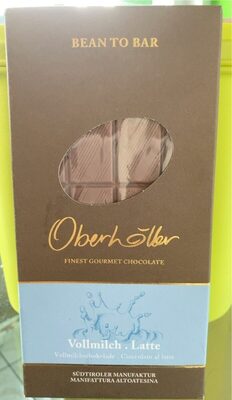 BEAN TO BAR
Oberhöller
FINEST GOURMET CHOCOLATE
Vollmilch . Latte
Vollmilchschokolade . Cioccolato al latte
SÜDTIROLER MANUFAKTUR
MANIFATTURA ALTOATESINA